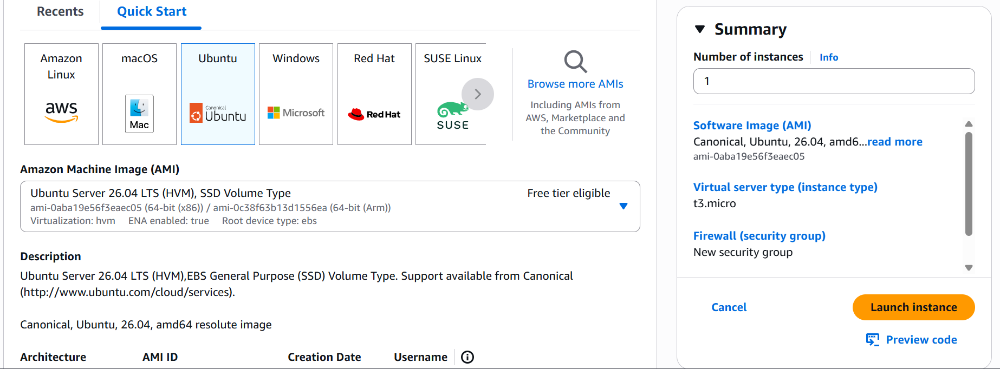 Recents
Quick Start
Amazon
Linux
aws
macOS
Mac
Ubuntu
Canonical
Ubuntu
Windows
Microsoft
Red Hat
Red Hat
SUSE Linux
SUSE
Browse more AMIs
Including AMIs from
AWS, Marketplace and
the Community
Amazon Machine Image (AMI)
Ubuntu Server 26.04 LTS (HVM), SSD Volume Type
Free tier eligible
ami-0aba19e56f3eaec05 (64-bit (x86)) / ami-0c38f63b13d1556ea (64-bit (Arm))
Virtualization: hvm ENA enabled: true Root device type: ebs
Description
Ubuntu Server 26.04 LTS (HVM),EBS General Purpose (SSD) Volume Type. Support available from Canonical
(http://www.ubuntu.com/cloud/services).
Canonical, Ubuntu, 26.04, amd64 resolute image
Architecture AMI ID Creation Date Username
Summary
Number of instances Info
1
Software Image (AMI)
Canonical, Ubuntu, 26.04, amd6...read more
ami-0aba19e56f3eaec05
Virtual server type (instance type)
t3.micro
Firewall (security group)
New security group
Cancel
Launch instance
Preview code